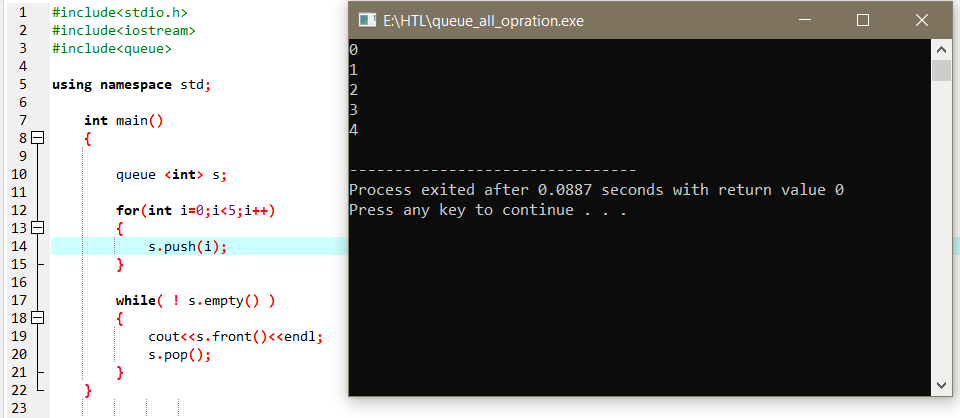 1 #include<stdio.h>
2 #include<iostream>
3 #include<queue>
4
5 using namespace std;
6
7 int main()
8 {
9
10 queue <int> s;
11
12 for(int i=0;i<5;i++)
13 {
14 s.push(i);
15 }
16
17 while( ! s.empty() )
18 {
19 cout<<s.front()<<endl;
20 s.pop();
21 }
22 }
23
E:\HTL\queue_all_opration.exe
0
1
2
3
4
--------------------------------
Process exited after 0.0887 seconds with return value 0
Press any key to continue . . .